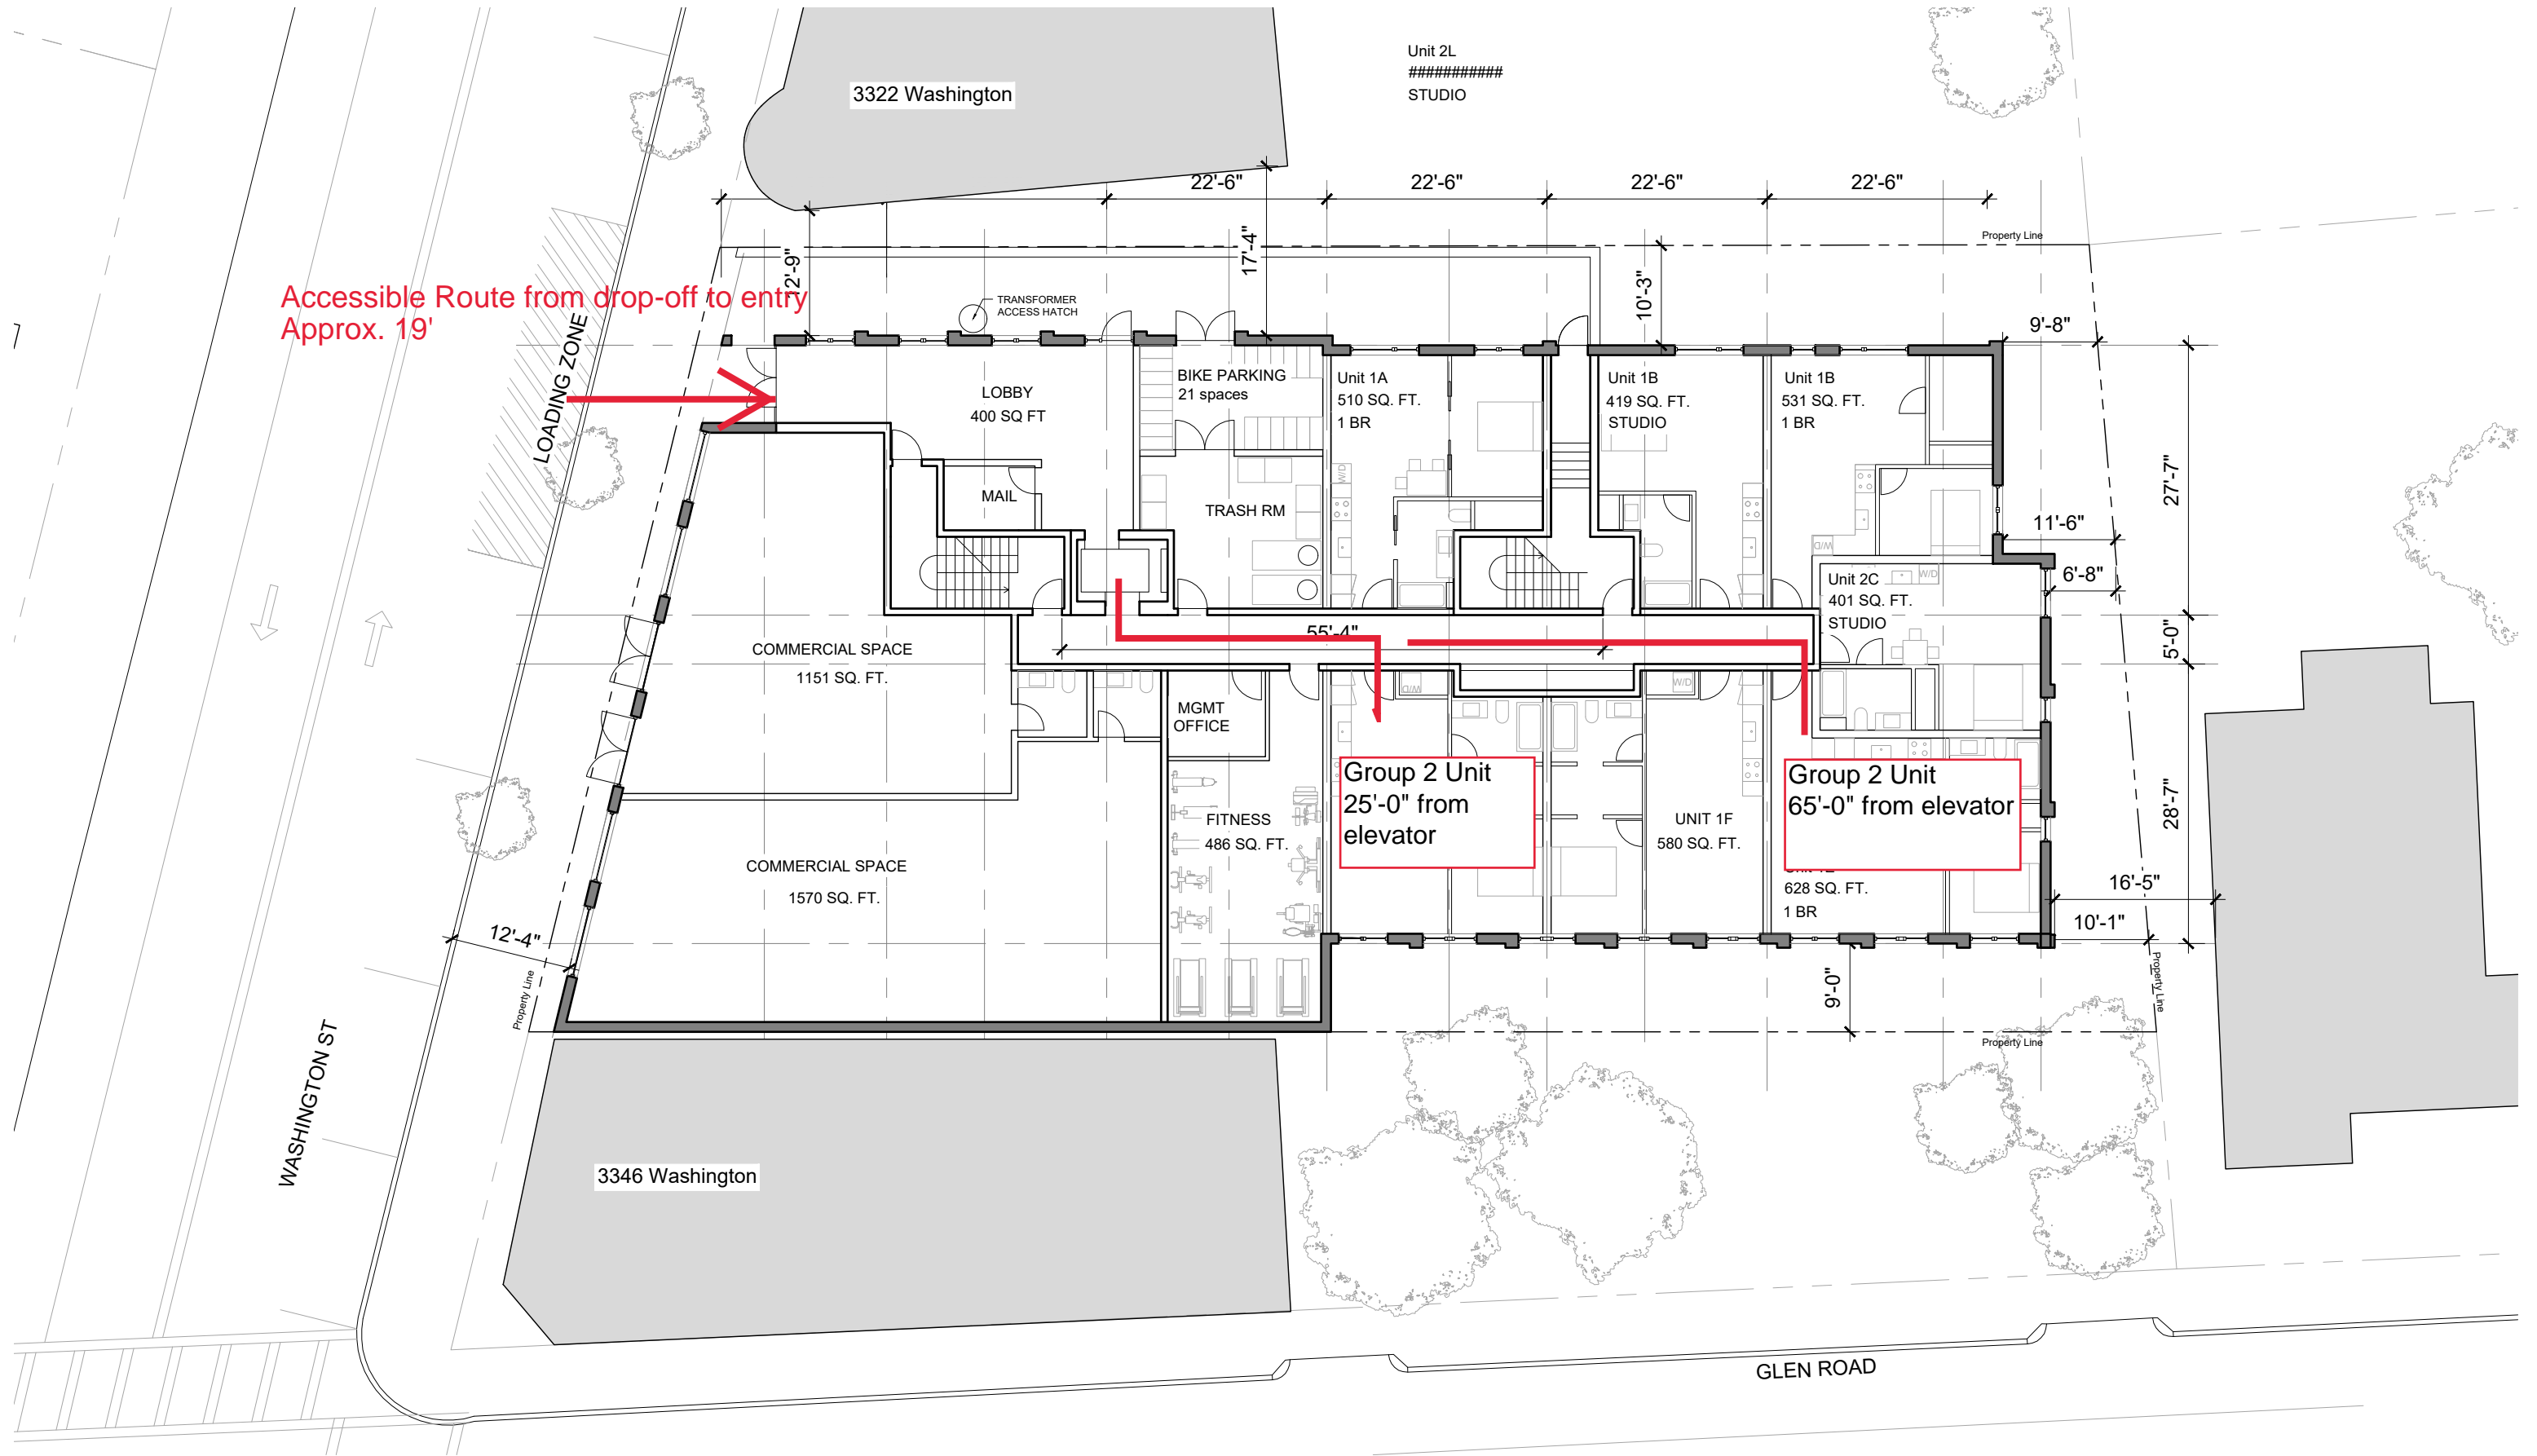 Unit 2L
###########
STUDIO
3322 Washington
22'-6"
22'-6"
22'-6"
22'-6"
Property Line
12'-9"
17'-4"
10'-3"
Accessible Route from drop-off to entry
Approx. 19'
TRANSFORMER
ACCESS HATCH
9'-8"
LOADING ZONE
LOBBY
400 SQ FT
BIKE PARKING
21 spaces
Unit 1A
510 SQ. FT.
1 BR
Unit 1B
419 SQ. FT.
STUDIO
Unit 1B
531 SQ. FT.
1 BR
27'-7"
MAIL
TRASH RM
W/D
W/D
11'-6"
Unit 2C
401 SQ. FT.
STUDIO
W/D
6'-8"
55'-4"
5'-0"
COMMERCIAL SPACE
1151 SQ. FT.
MGMT
OFFICE
W/D
W/D
Group 2 Unit
25'-0" from
elevator
Group 2 Unit
65'-0" from elevator
28'-7"
FITNESS
486 SQ. FT.
UNIT 1F
580 SQ. FT.
COMMERCIAL SPACE
1570 SQ. FT.
628 SQ. FT.
1 BR
16'-5"
10'-1"
12'-4"
9'-0"
Property Line
Property Line
Property Line
WASHINGTON ST
3346 Washington
GLEN ROAD